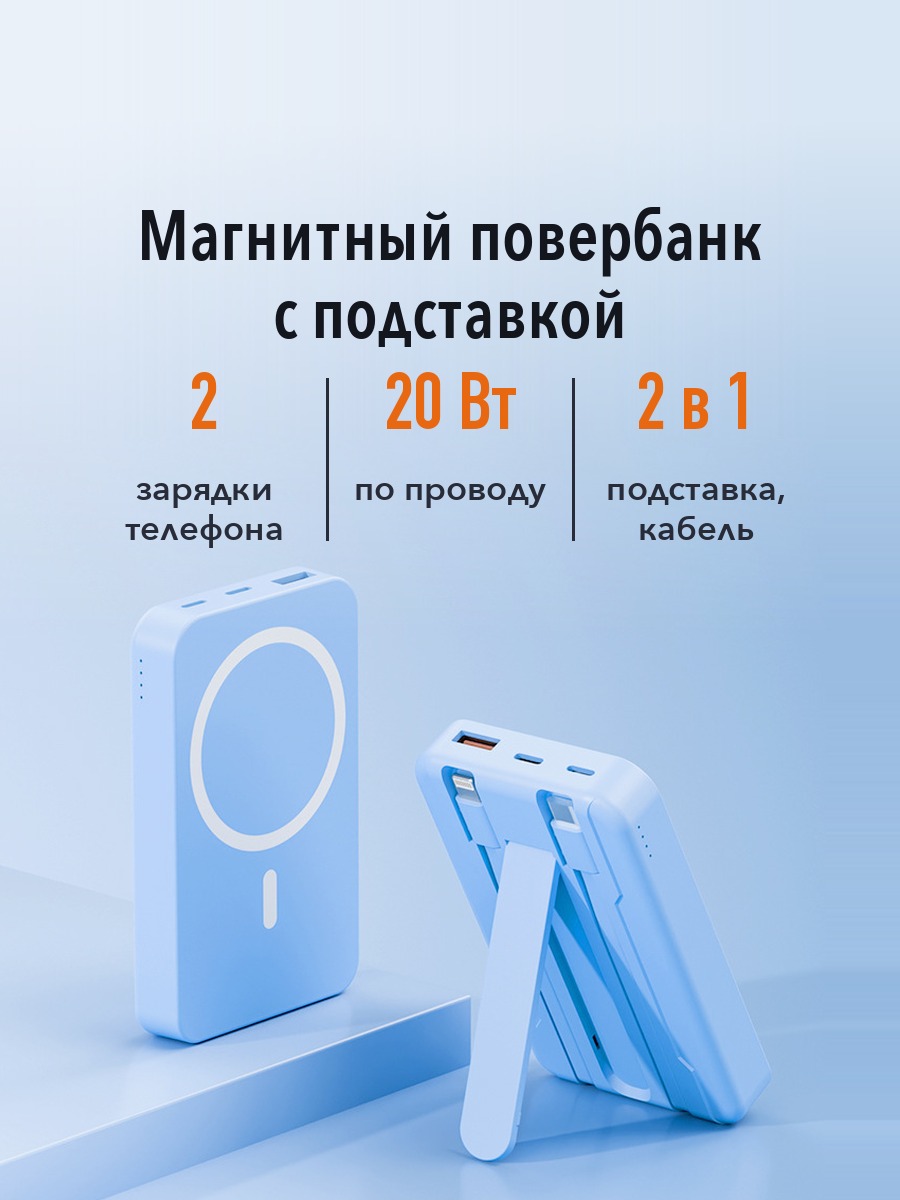 Магнитный повербанк
с подставкой
2
зарядки
телефона
20 Вт
по проводу
2 в 1
подставка,
кабель